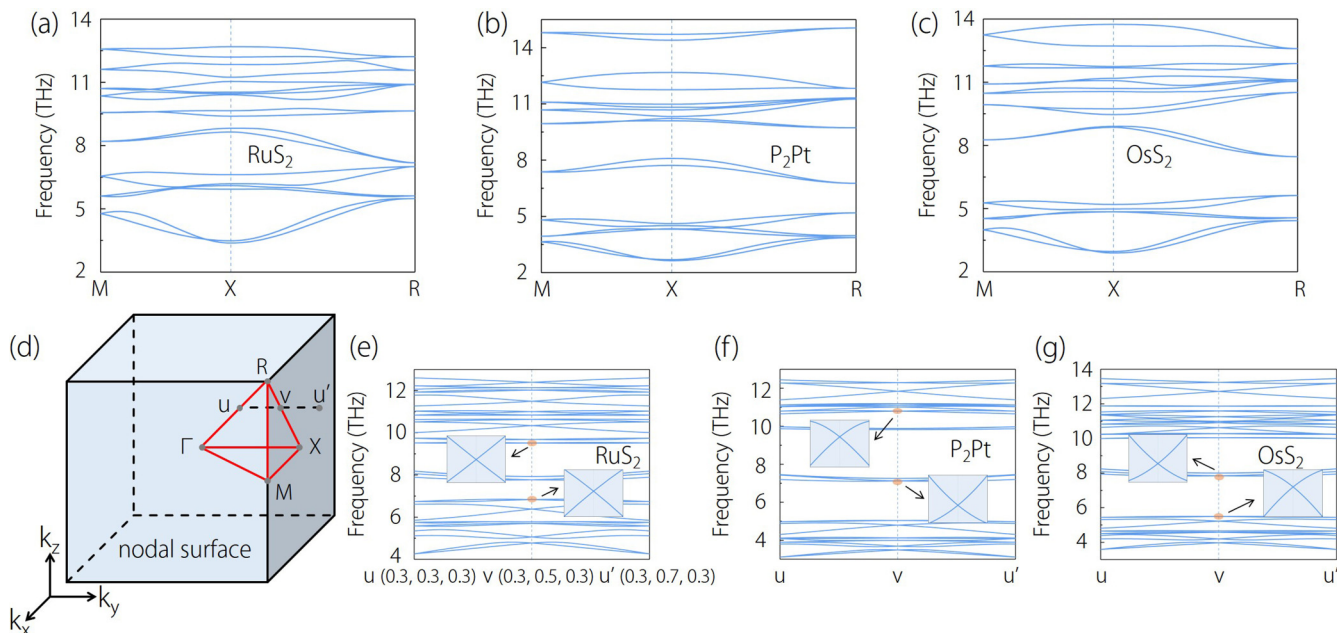 (a)
14
11
8
5
2
Frequency (THz)
RuS₂
M X R
(b)
14
11
8
5
2
Frequency (THz)
P₂Pt
M X R
(c)
14
11
8
5
2
Frequency (THz)
OsS₂
M X R
(d)
R
u v u'
Γ X
M
nodal surface
k_z
k_y
k_x
(e)
12
10
8
6
4
Frequency (THz)
RuS₂
u (0.3, 0.3, 0.3) v (0.3, 0.5, 0.3) u' (0.3, 0.7, 0.3)
(f)
12
10
8
6
4
Frequency (THz)
P₂Pt
u v u'
(g)
14
12
10
8
6
4
Frequency (THz)
OsS₂
u v u'